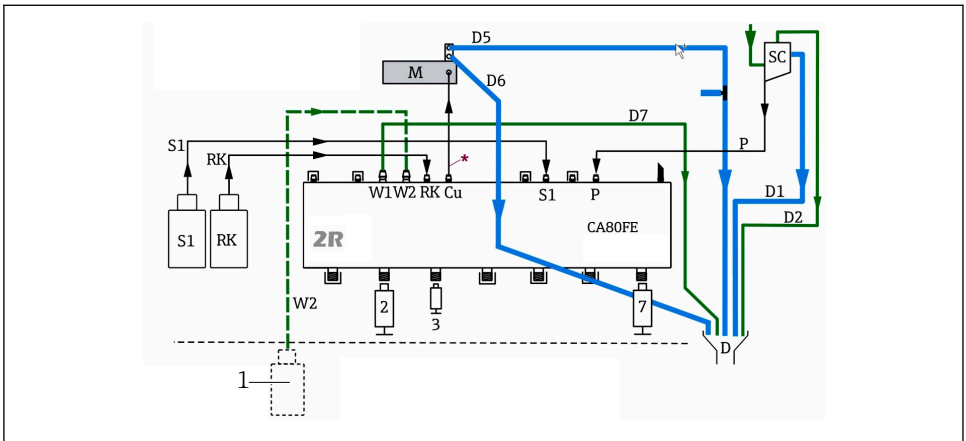 D5
SC
M
D6
D7
S1
P
RK
*
W1 W2 RK Cu
S1
P
D1
S1
RK
2R
CA80FE
D2
W2
2
7
3
D
1